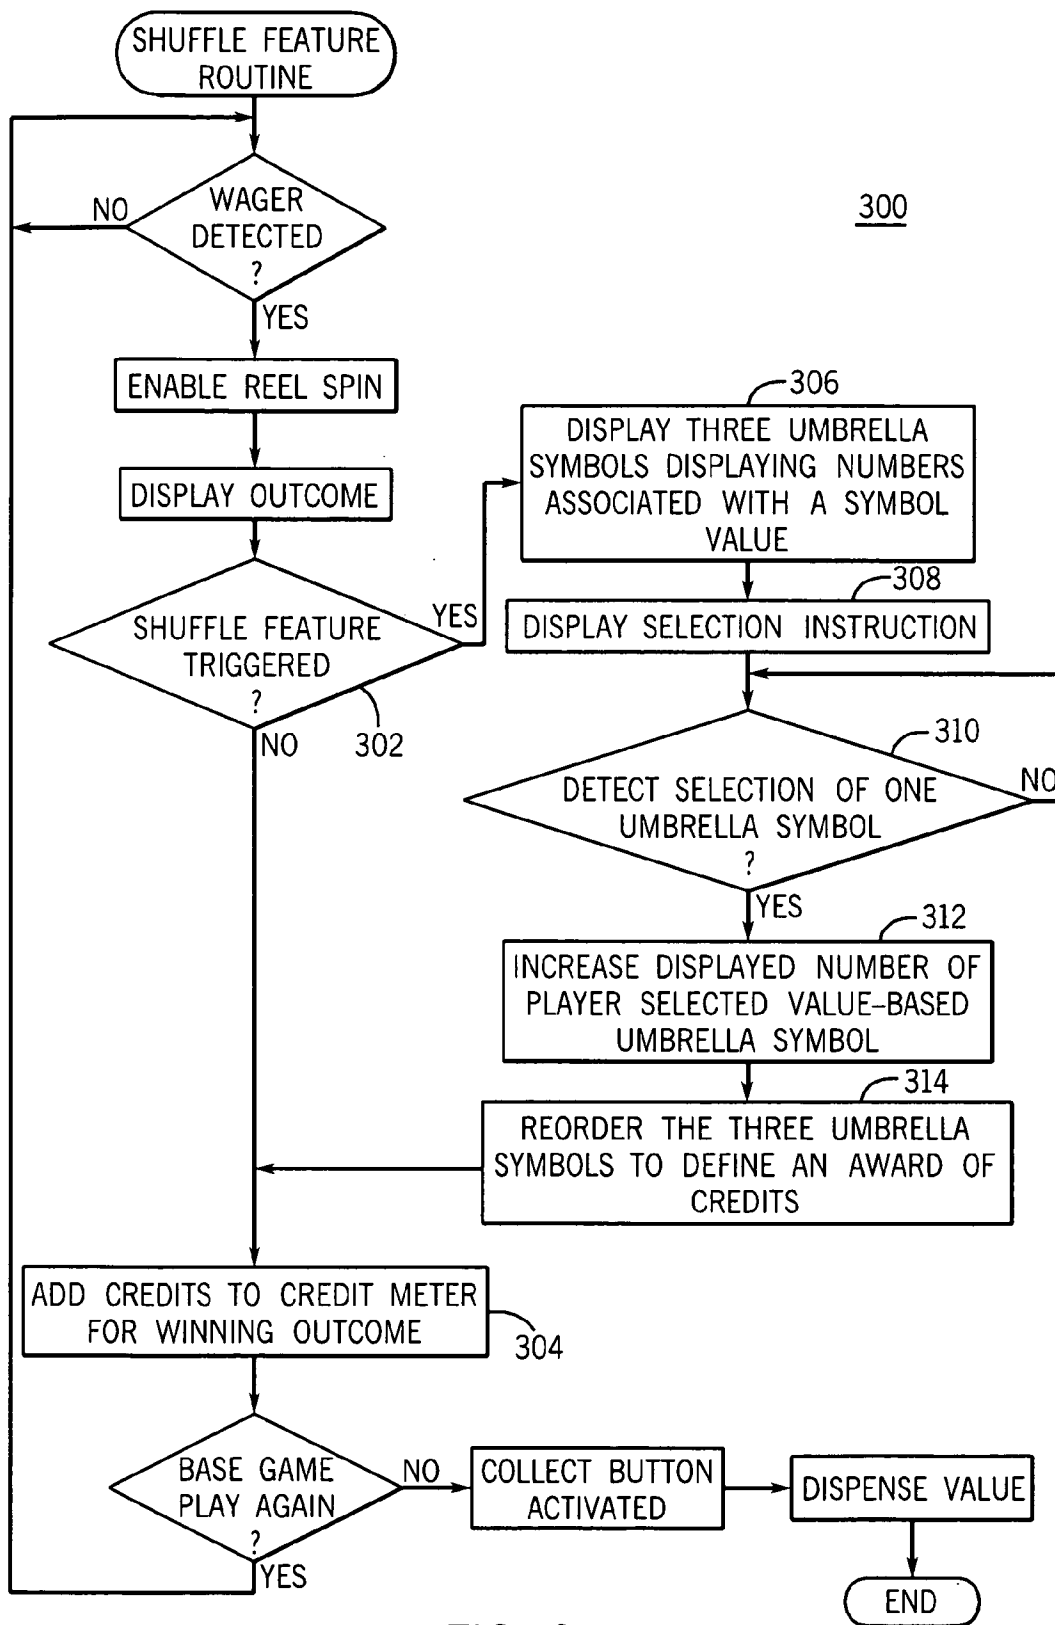 SHUFFLE FEATURE
ROUTINE
WAGER
DETECTED
?
NO
YES
300
ENABLE REEL SPIN
DISPLAY OUTCOME
SHUFFLE FEATURE
TRIGGERED
?
YES
NO
302
306
DISPLAY THREE UMBRELLA
SYMBOLS DISPLAYING NUMBERS
ASSOCIATED WITH A SYMBOL
VALUE
308
DISPLAY SELECTION INSTRUCTION
310
DETECT SELECTION OF ONE
UMBRELLA SYMBOL
?
NO
YES
312
INCREASE DISPLAYED NUMBER OF
PLAYER SELECTED VALUE-BASED
UMBRELLA SYMBOL
314
REORDER THE THREE UMBRELLA
SYMBOLS TO DEFINE AN AWARD OF
CREDITS
ADD CREDITS TO CREDIT METER
FOR WINNING OUTCOME
304
BASE GAME
PLAY AGAIN
?
NO
YES
COLLECT BUTTON
ACTIVATED
DISPENSE VALUE
END